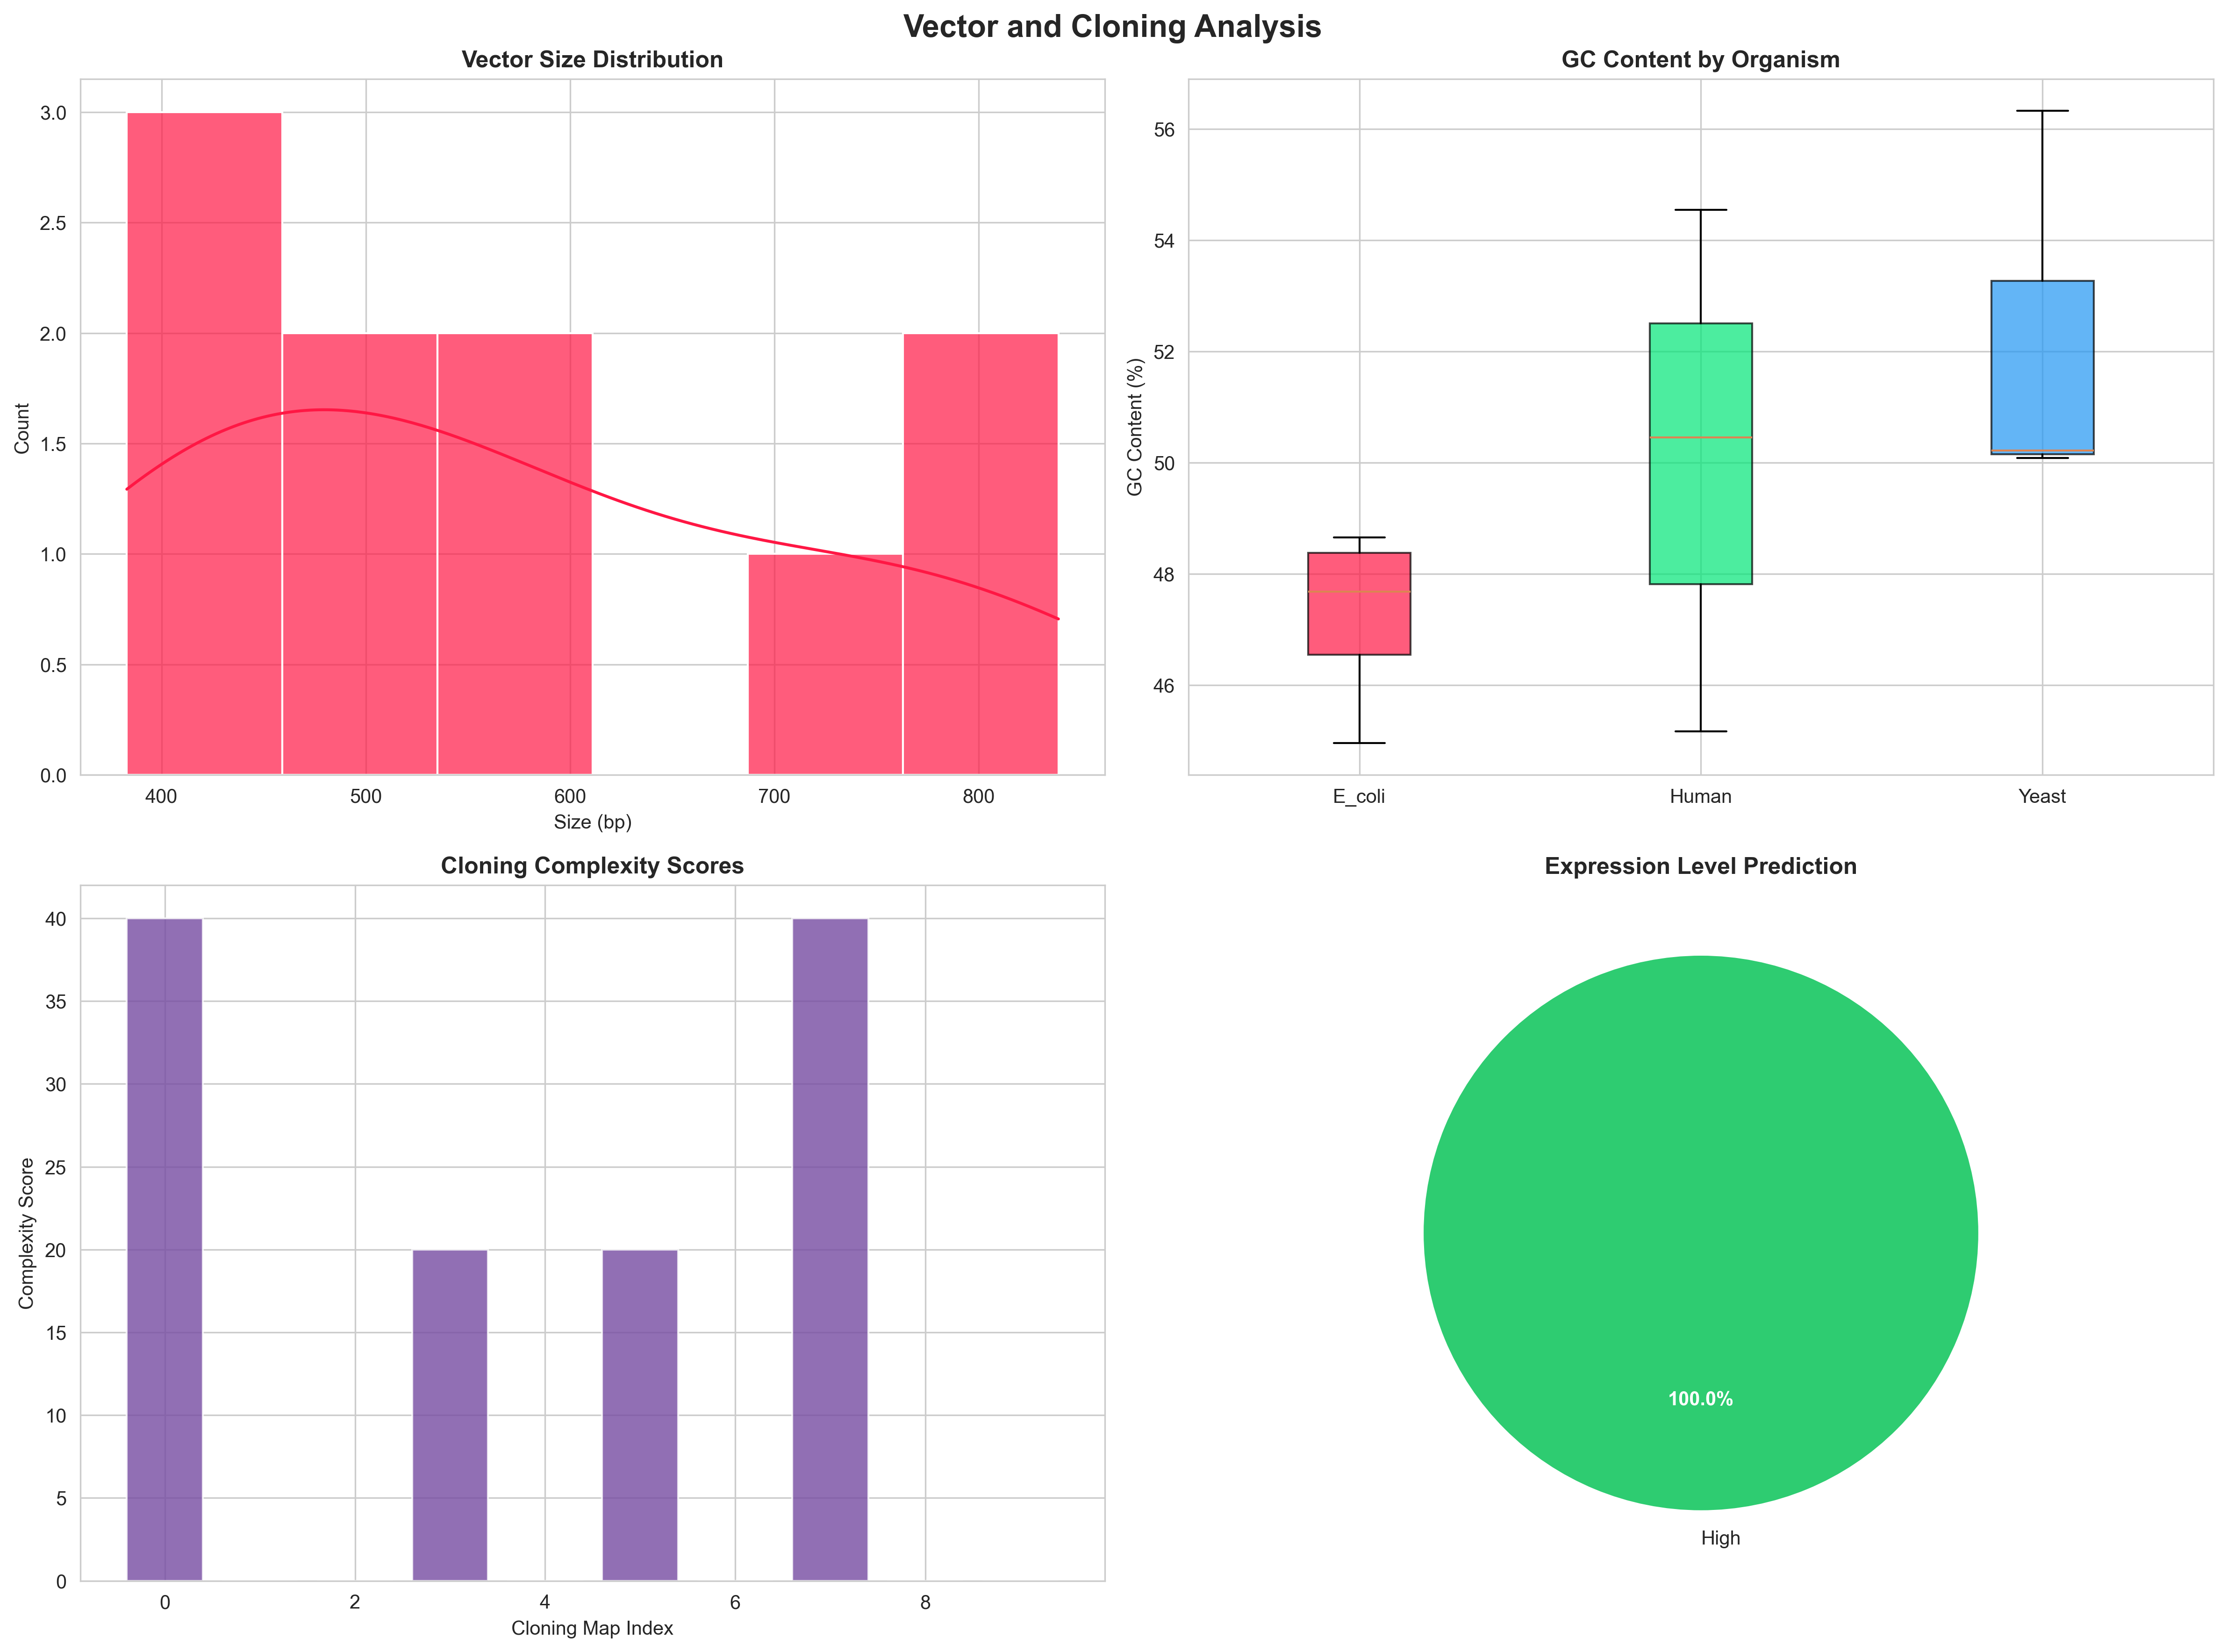 Vector and Cloning Analysis
Vector Size Distribution
3.0
2.5
2.0
1.5
1.0
0.5
0.0
Count
400 500 600 700 800
Size (bp)
GC Content by Organism
56
54
52
50
48
46
GC Content (%)
E_coli Human Yeast
Cloning Complexity Scores
40
35
30
25
20
15
10
5
0
Complexity Score
0 2 4 6 8
Cloning Map Index
Expression Level Prediction
100.0%
High